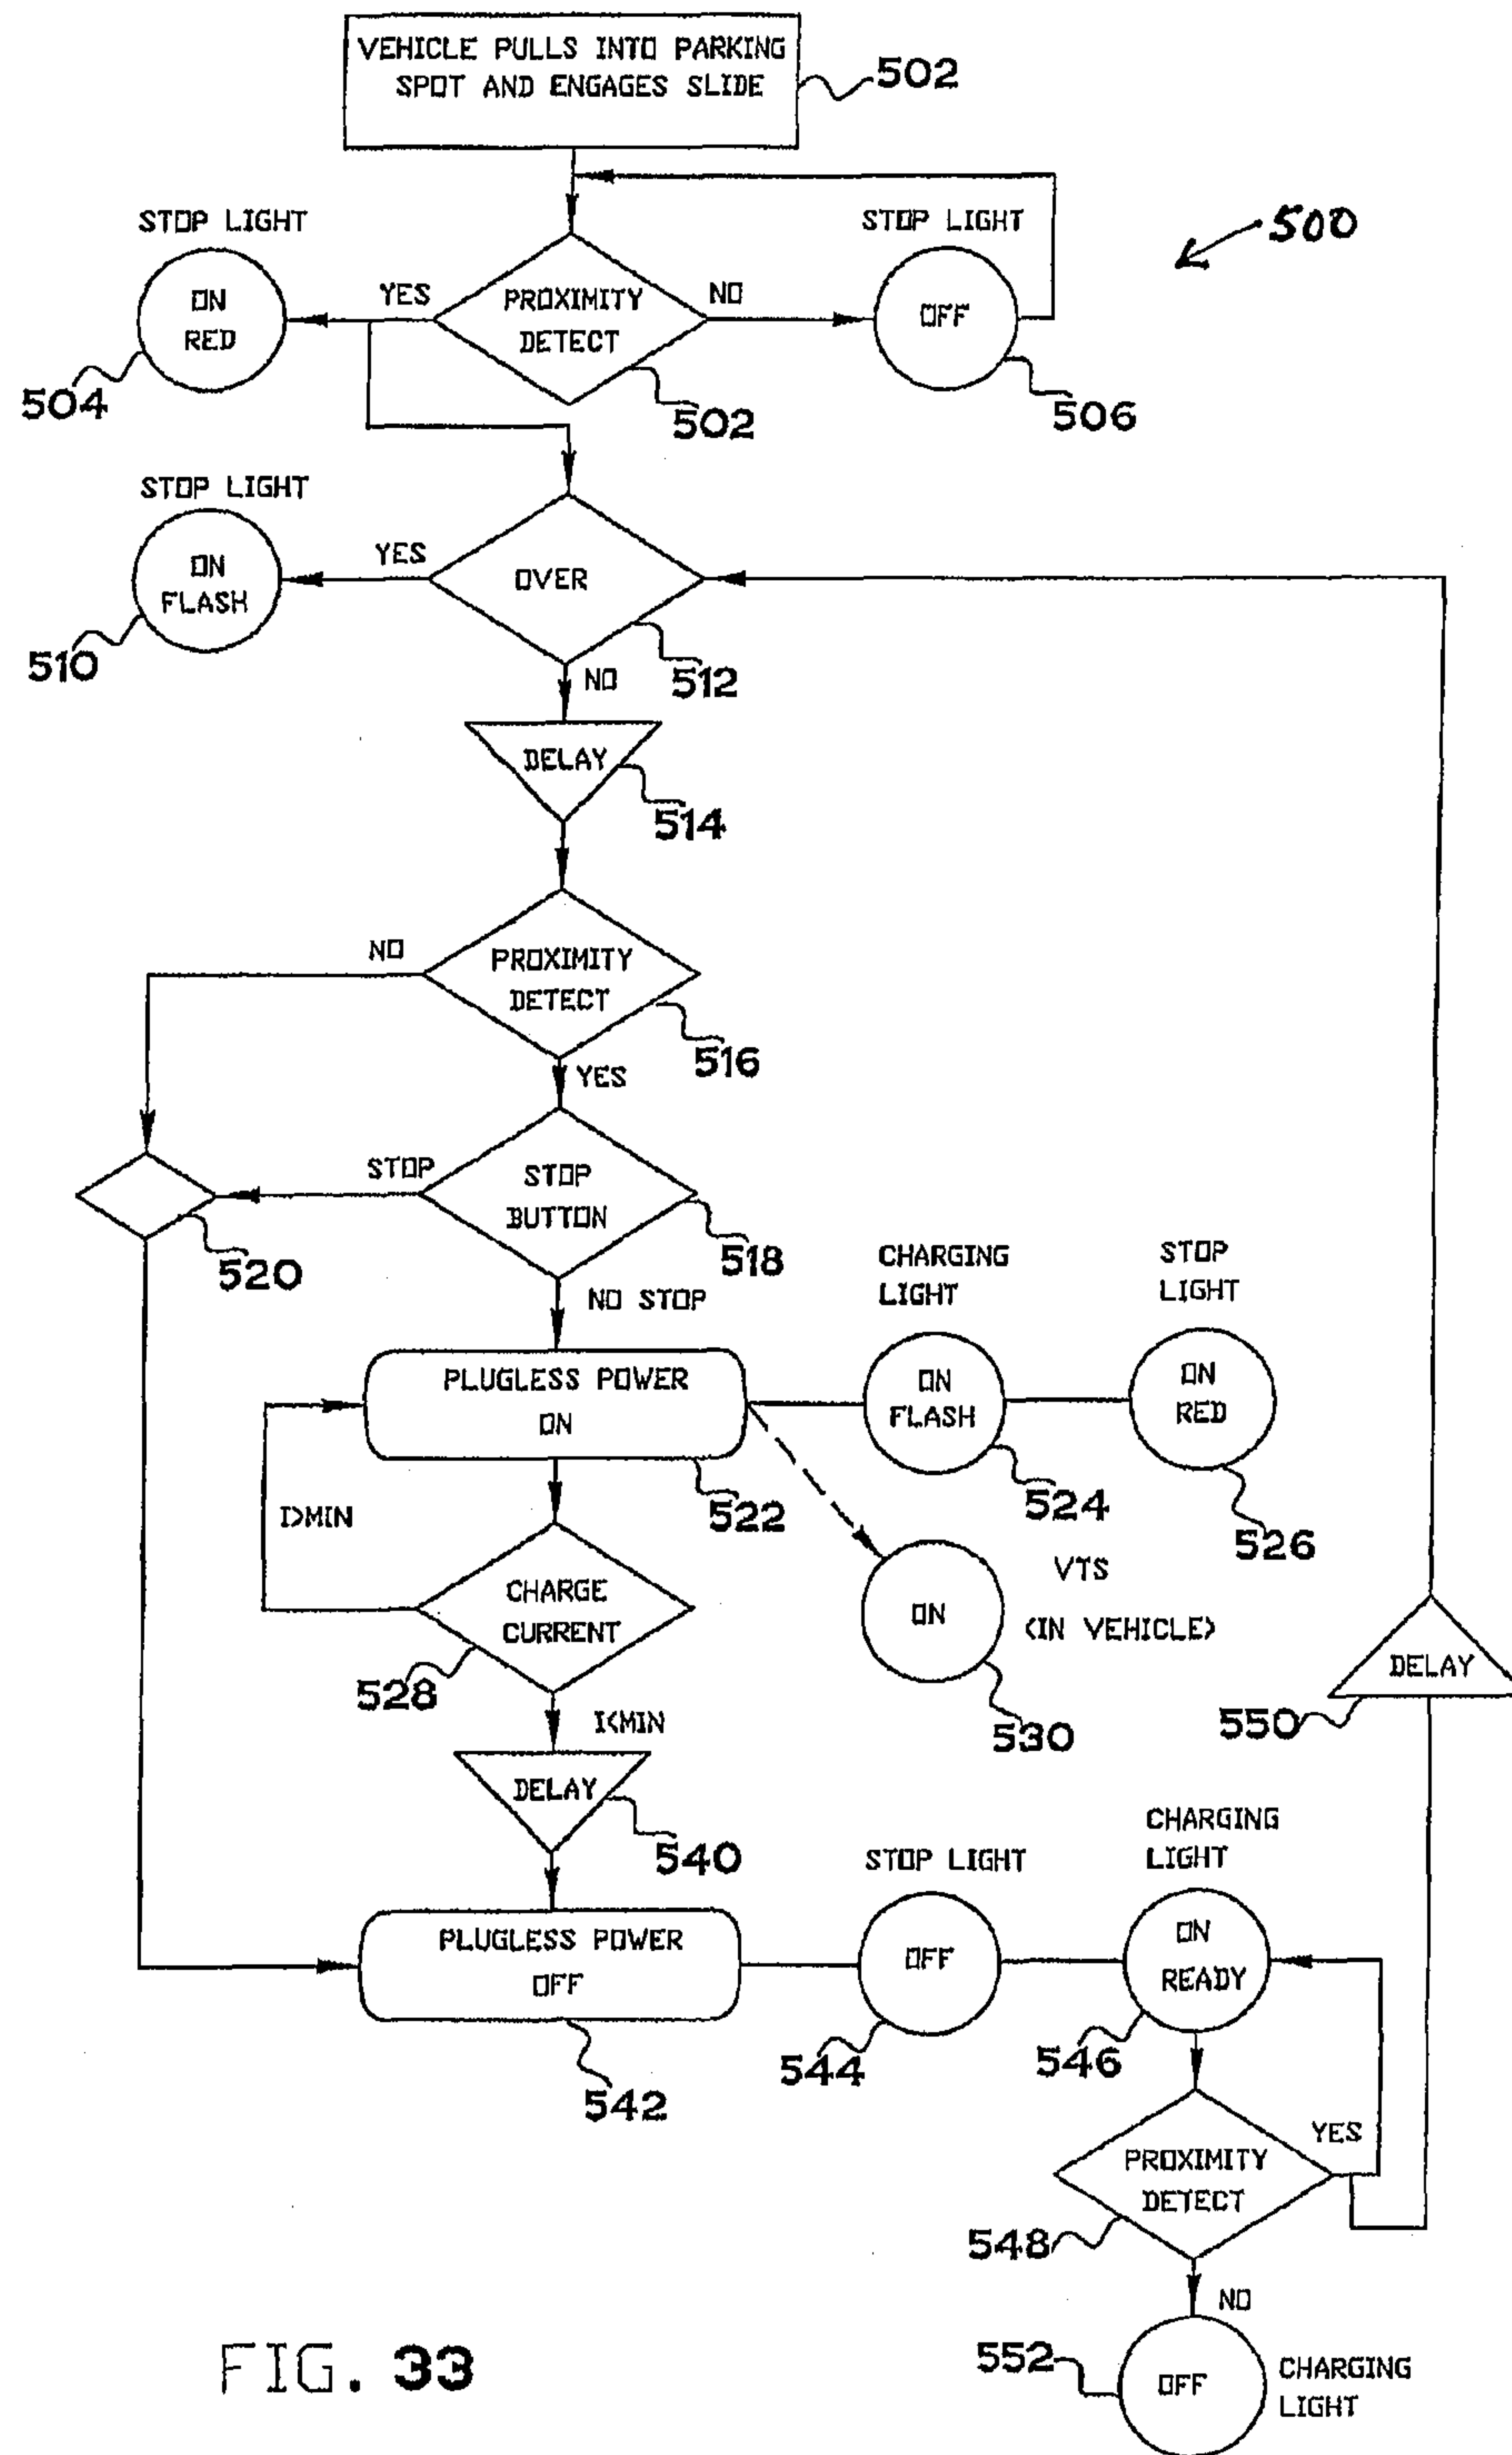 VEHICLE PULLS INTO PARKING
SPOT AND ENGAGES SLIDE
502
500
STOP LIGHT
ON
RED
504
YES
PROXIMITY
DETECT
502
NO
STOP LIGHT
OFF
506
STOP LIGHT
ON
FLASH
510
YES
OVER
512
NO
DELAY
514
NO
PROXIMITY
DETECT
516
YES
STOP
STOP
BUTTON
518
520
NO STOP
CHARGING
LIGHT
STOP
LIGHT
PLUGLESS POWER
ON
522
ON
FLASH
524
ON
RED
526
I>MIN
CHARGE
CURRENT
528
ON
VTS
(IN VEHICLE)
530
I<MIN
DELAY
540
DELAY
550
PLUGLESS POWER
OFF
542
STOP LIGHT
OFF
544
CHARGING
LIGHT
ON
READY
546
YES
PROXIMITY
DETECT
548
NO
552
OFF
CHARGING
LIGHT
FIG. 33